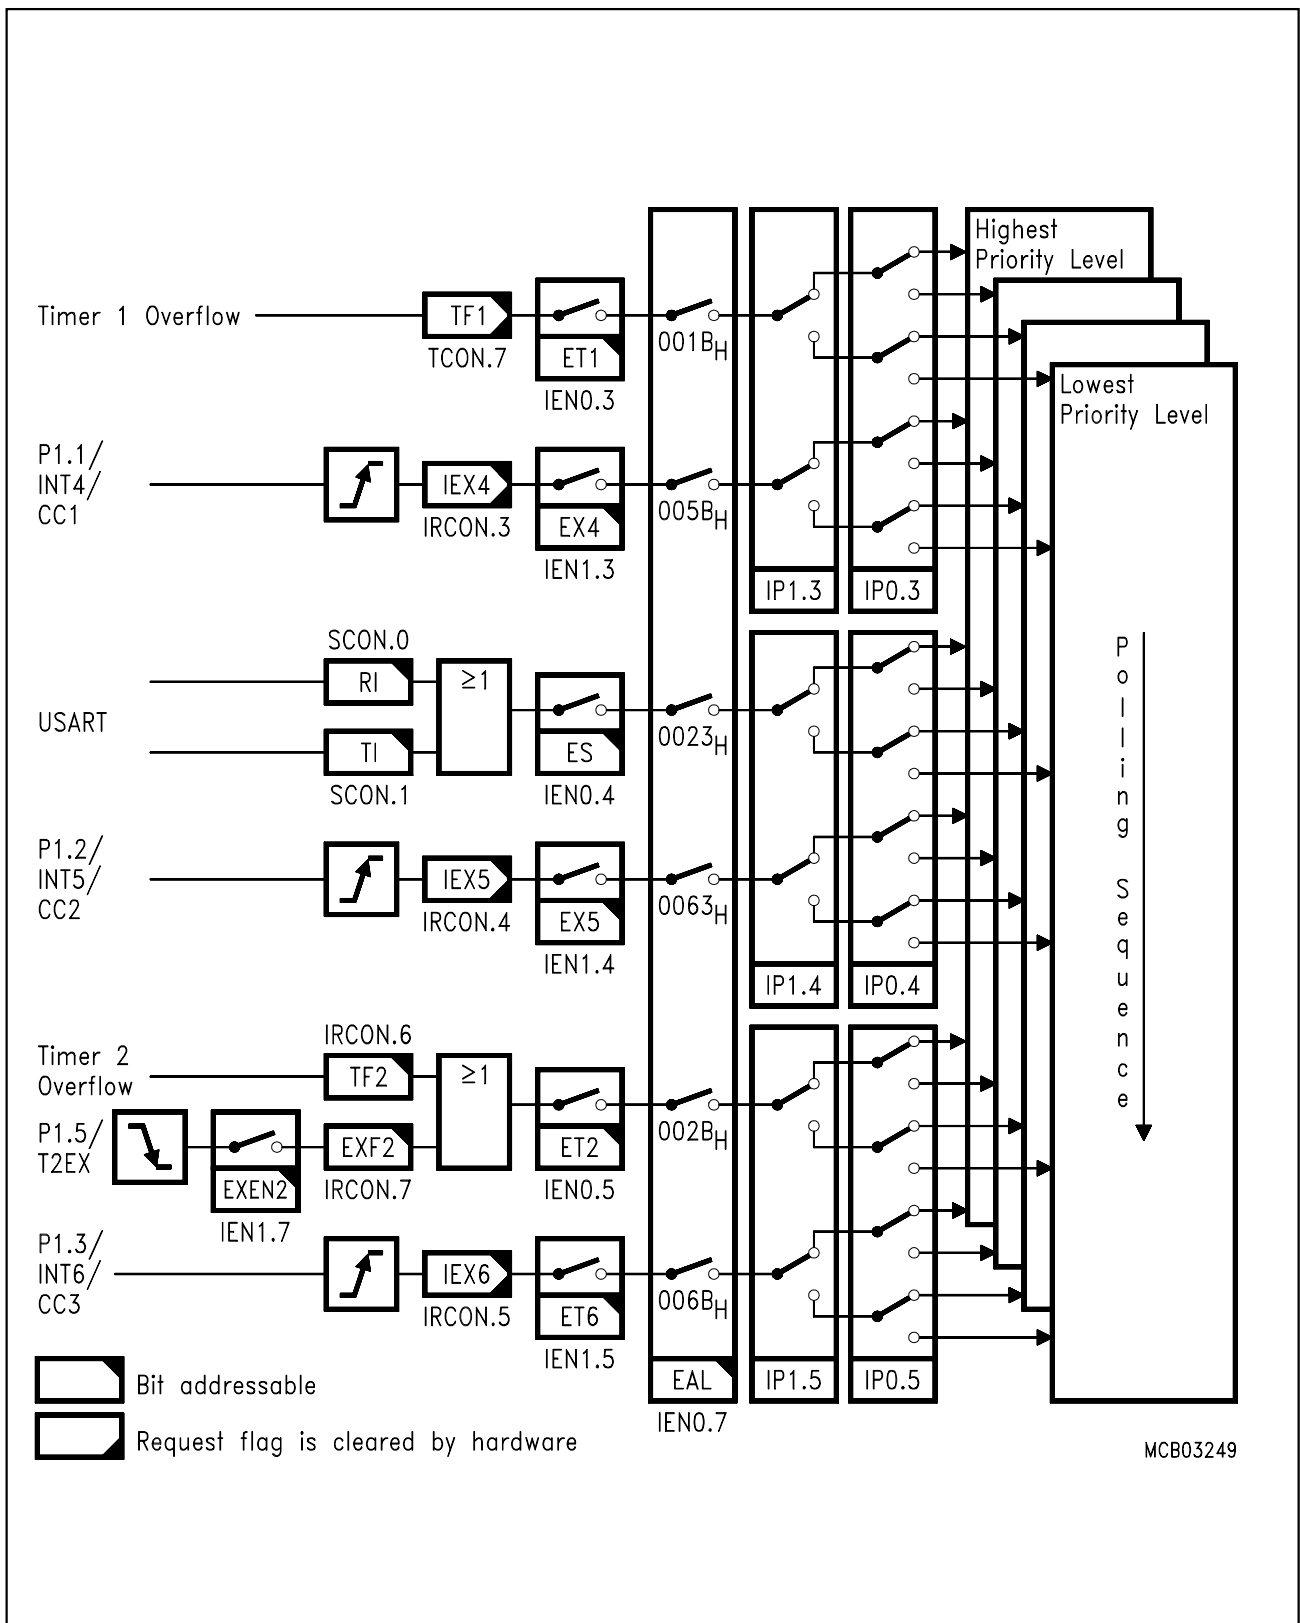 Highest
Priority Level
Timer 1 Overflow
TF1
TCON.7
ET1
IEN0.3
001BH
Lowest
Priority Level
P1.1/
INT4/
CC1
IEX4
IRCON.3
EX4
IEN1.3
005BH
IP1.3
IP0.3
SCON.0
RI
USART
TI
SCON.1
≥1
ES
IEN0.4
0023H
Polling Sequence
P1.2/
INT5/
CC2
IEX5
IRCON.4
EX5
IEN1.4
0063H
IP1.4
IP0.4
Timer 2
Overflow
IRCON.6
TF2
≥1
P1.5/
T2EX
EXEN2
IEN1.7
EXF2
IRCON.7
ET2
IEN0.5
002BH
P1.3/
INT6/
CC3
IEX6
IRCON.5
ET6
IEN1.5
006BH
EAL
IEN0.7
IP1.5
IP0.5
Bit addressable
Request flag is cleared by hardware
MCB03249